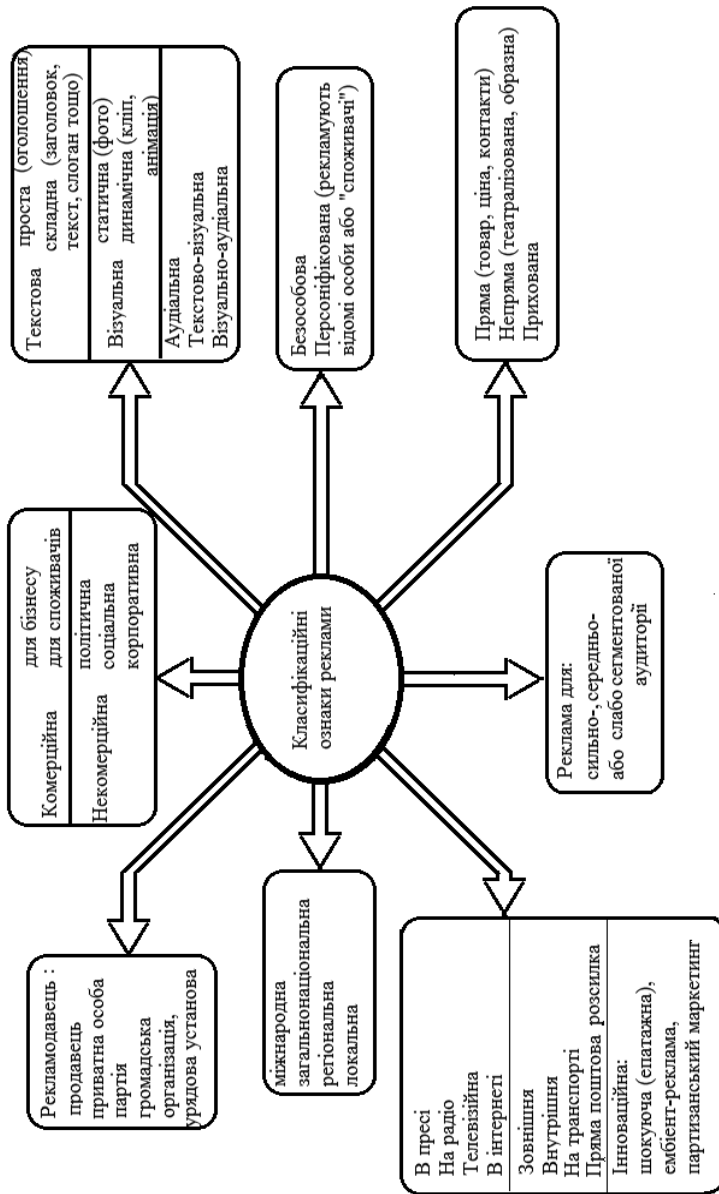 Рекламодавець :
продавець
приватна особа
партія
громадська
організація,
урядова установа
Комерційна для бізнесу
для споживачів
Некомерційна політична
соціальна
корпоративна
Текстова проста (оголошення)
складна (заголовок,
текст, слоган тощо)
Візуальна статична (фото)
динамічна (кліп,
анімація)
Аудіальна
Текстово-візуальна
Візуально-аудіальна
міжнародна
загальнонаціональна
регіональна
локальна
Класифікаційні
ознаки реклами
Безособова
Персоніфікована (рекламують
відомі особи або "споживачі")
В пресі
На радіо
Телевізійна
В інтернеті
Зовнішня
Внутрішня
На транспорті
Пряма поштова розсилка
Інноваційна:
шокуюча (епатажна),
ембієнт-реклама,
партизанський маркетинг
Реклама для:
сильно-, середньо-
або слабо сегментованої
аудиторії
Пряма (товар, ціна, контакти)
Непряма (театралізована, образна)
Прихована